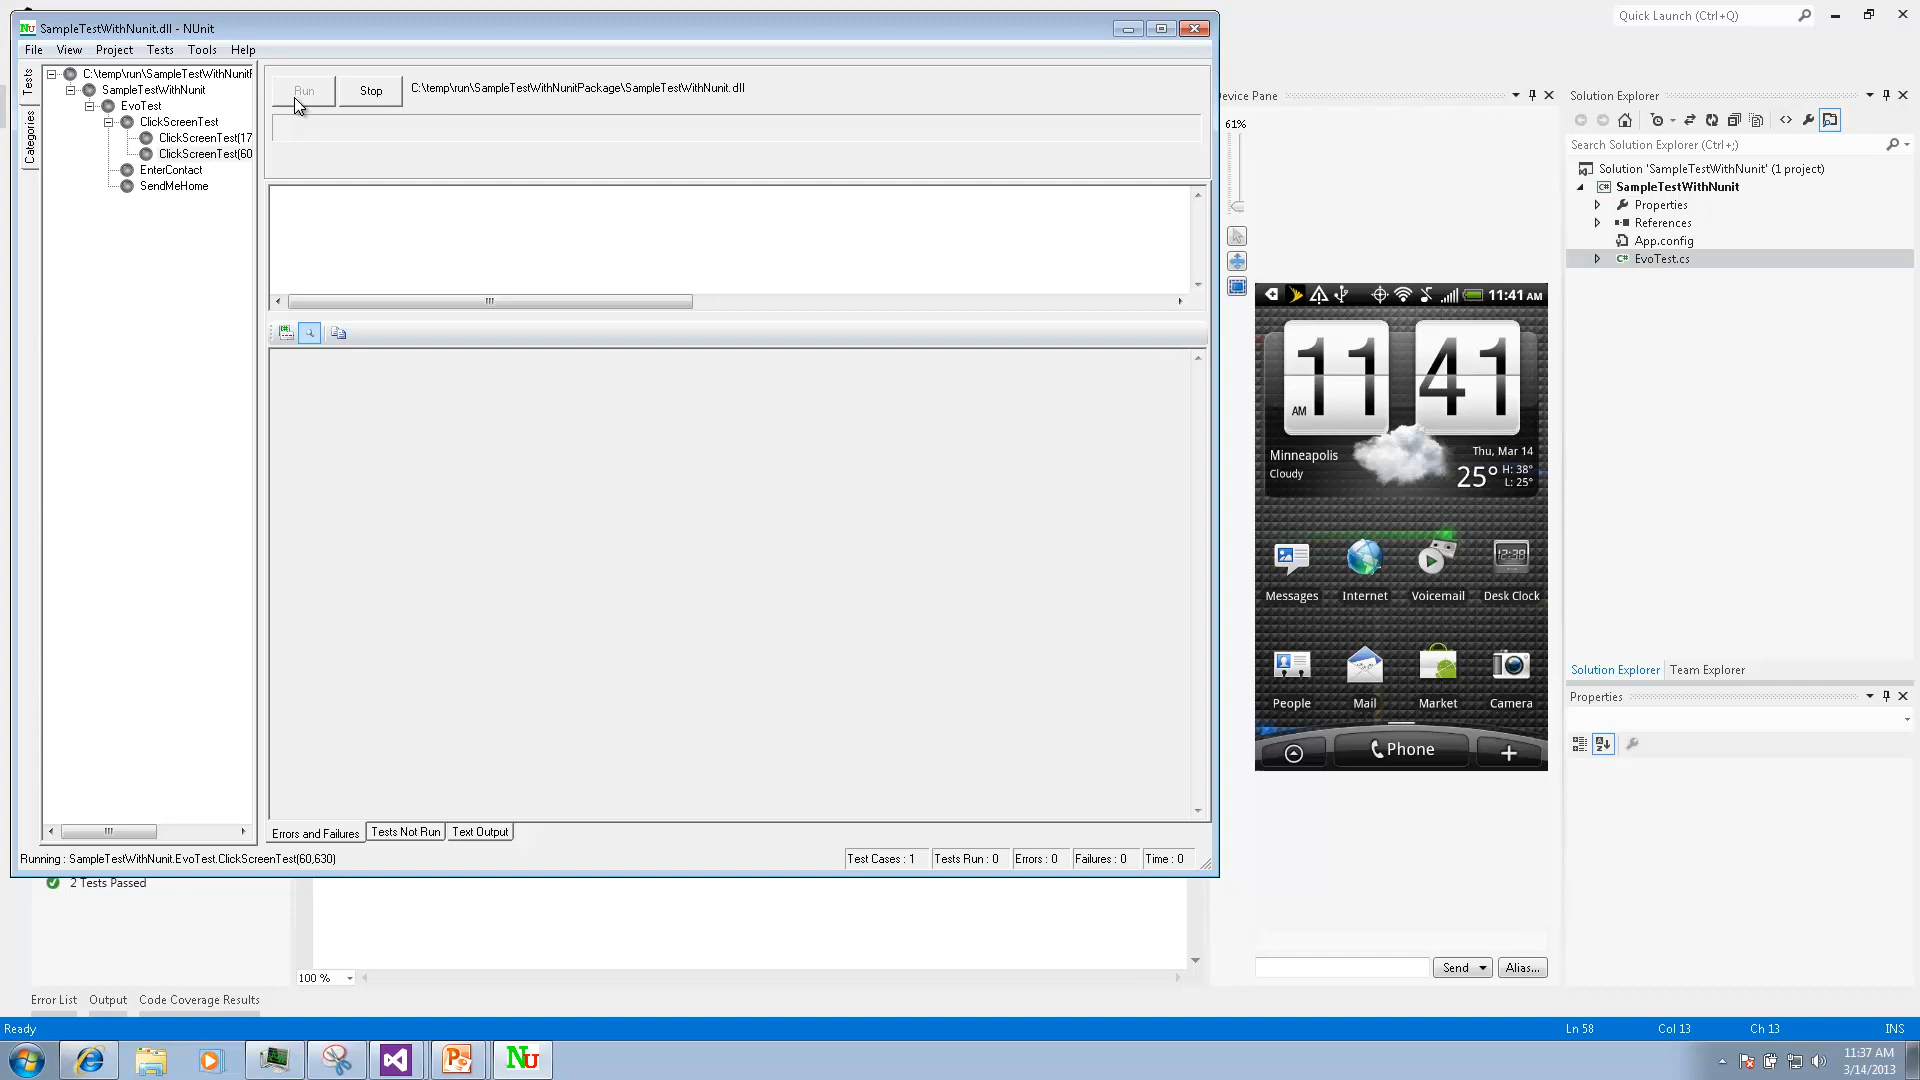 SampleTestWithNunit.dll - NUnit
Quick Launch (Ctrl+Q)
File View Project Tests Tools Help
Tests
Categories
C:\temp\run\SampleTestWithNunitP
SampleTestWithNunit
EvoTest
ClickScreenTest
ClickScreenTest(17
ClickScreenTest(60
EnterContact
SendMeHome
Run
Stop
C:\temp\run\SampleTestWithNunitPackage\SampleTestWithNunit.dll
Errors and Failures
Tests Not Run
Text Output
Running : SampleTestWithNunit.EvoTest.ClickScreenTest(60,630)
Test Cases : 1
Tests Run : 0
Errors : 0
Failures : 0
Time : 0
2 Tests Passed
100 %
Error List
Output
Code Coverage Results
evice Pane
61%
11:41 AM
11 41
AM
Minneapolis
Cloudy
Thu, Mar 14
25°
H: 38°
L: 25°
12:38
Messages
Internet
Voicemail
Desk Clock
People
Mail
Market
Camera
Phone
Send
Alias...
Solution Explorer
Search Solution Explorer (Ctrl+;)
Solution 'SampleTestWithNunit' (1 project)
SampleTestWithNunit
Properties
References
App.config
EvoTest.cs
Solution Explorer
Team Explorer
Properties
Ready
Ln 58
Col 13
Ch 13
INS
11:37 AM
3/14/2013